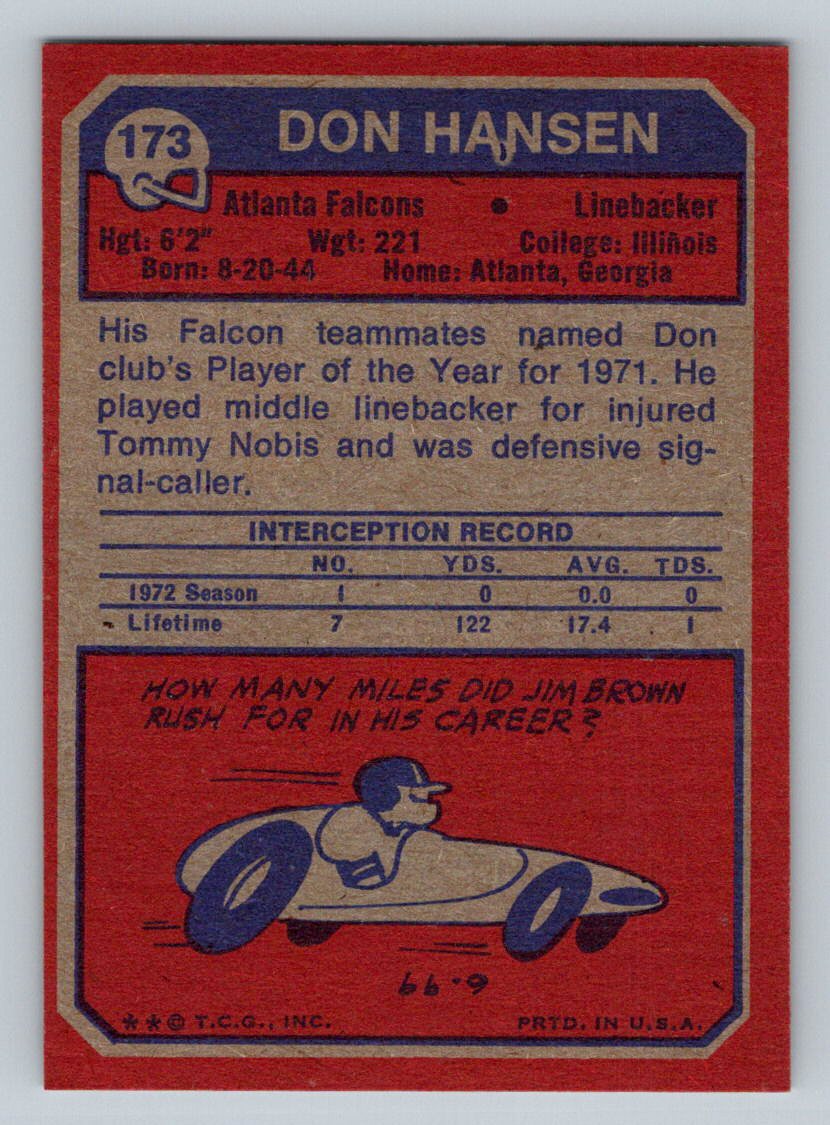 173
DON HANSEN
Atlanta Falcons • Linebacker
Hgt: 6'2" Wgt: 221 College: Illinois
Born: 8-20-44 Home: Atlanta, Georgia
His Falcon teammates named Don
club's Player of the Year for 1971. He
played middle linebacker for injured
Tommy Nobis and was defensive sig-
nal-caller.
INTERCEPTION RECORD
NO. YDS. AVG. TDS.
1972 Season 1 0 0.0 0
Lifetime 7 122 17.4 1
HOW MANY MILES DID JIM BROWN
RUSH FOR IN HIS CAREER?
6.99
** © T.C.G., INC. PRTD. IN U.S.A.